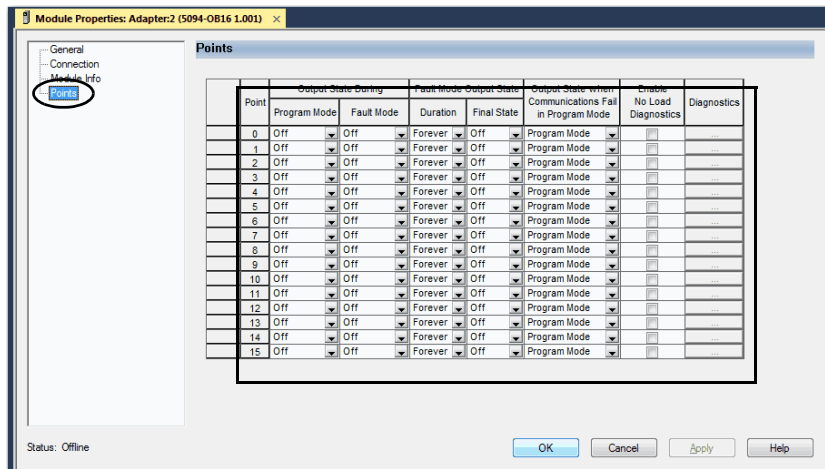 Module Properties: Adapter:2 (5094-OB16 1.001) ×
General
Connection
Module Info
Points
Points
Point
Output State During
Fault Mode Output State
Output State when Communications Fail in Program Mode
Enable No Load Diagnostics
Diagnostics
Program Mode
Fault Mode
Duration
Final State
0 Off Off Forever Off Program Mode ...
1 Off Off Forever Off Program Mode ...
2 Off Off Forever Off Program Mode ...
3 Off Off Forever Off Program Mode ...
4 Off Off Forever Off Program Mode ...
5 Off Off Forever Off Program Mode ...
6 Off Off Forever Off Program Mode ...
7 Off Off Forever Off Program Mode ...
8 Off Off Forever Off Program Mode ...
9 Off Off Forever Off Program Mode ...
10 Off Off Forever Off Program Mode ...
11 Off Off Forever Off Program Mode ...
12 Off Off Forever Off Program Mode ...
13 Off Off Forever Off Program Mode ...
14 Off Off Forever Off Program Mode ...
15 Off Off Forever Off Program Mode ...
Status: Offline
OK
Cancel
Apply
Help